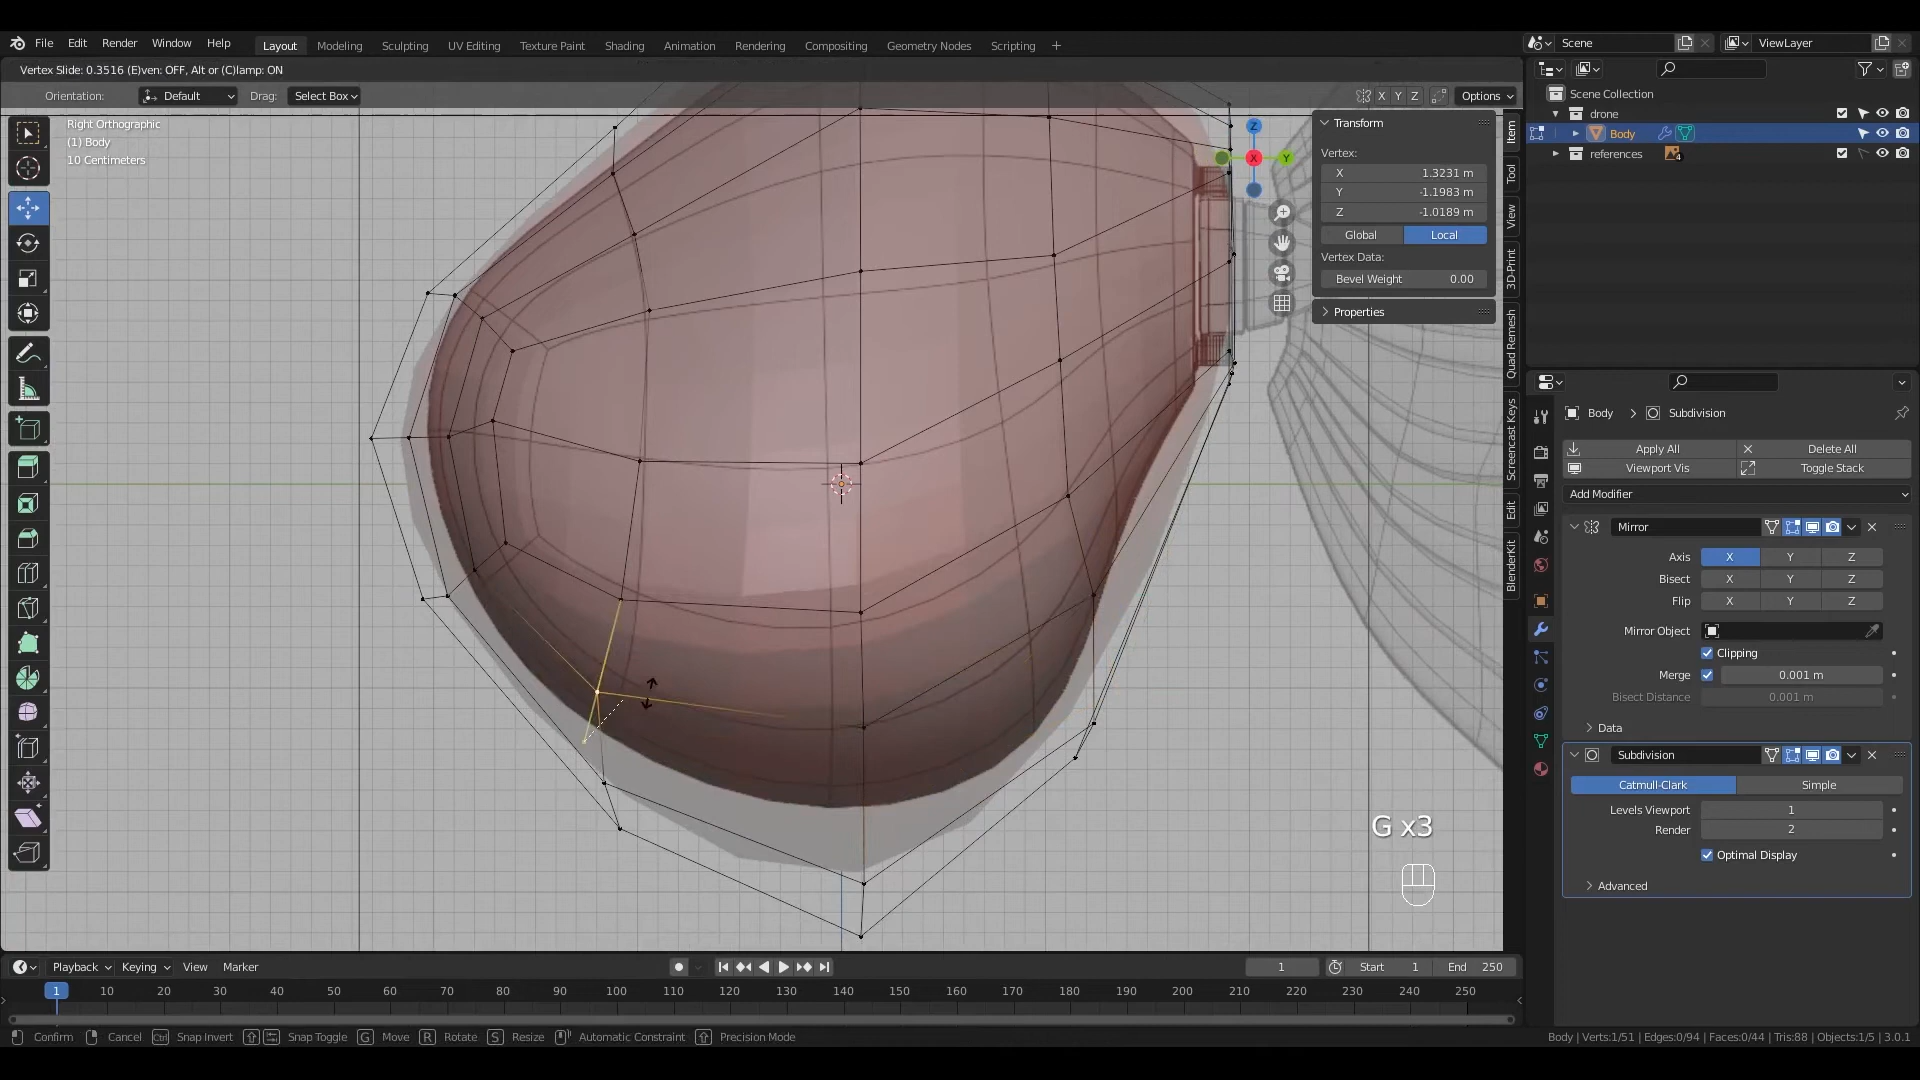 File Edit Render Window Help Layout Modeling Sculpting UV Editing Texture Paint Shading Animation Rendering Compositing Geometry Nodes Scripting + Scene ViewLayer
Vertex Slide: 0.3516 (E)ven: OFF, Alt or (C)lamp: ON
Orientation: Default Drag: Select Box X Y Z Options
Right Orthographic
(1) Body
10 Centimeters
Z
X
Y
Transform
Vertex:
X 1.3231 m
Y -1.1983 m
Z -1.0189 m
Global Local
Vertex Data:
Bevel Weight 0.00
Properties
Item
Tool
View
3D-Print
Quad Remesh
Screencast Keys
Edit
BlenderKit
Scene Collection
drone
Body
references 4
Body Subdivision
Apply All Delete All
Viewport Vis Toggle Stack
Add Modifier
Mirror
Axis X Y Z
Bisect X Y Z
Flip X Y Z
Mirror Object
Clipping
Merge 0.001 m
Bisect Distance 0.001 m
Data
Subdivision
Catmull-Clark Simple
Levels Viewport 1
Render 2
Optimal Display
Advanced
G x3
Playback Keying View Marker 1 Start 1 End 250
1 10 20 30 40 50 60 70 80 90 100 110 120 130 140 150 160 170 180 190 200 210 220 230 240 250
Confirm Cancel Ctrl Snap Invert Snap Toggle G Move R Rotate S Resize Automatic Constraint Precision Mode Body | Verts:1/51 | Edges:0/94 | Faces:0/44 | Tris:88 | Objects:1/5 | 3.0.1